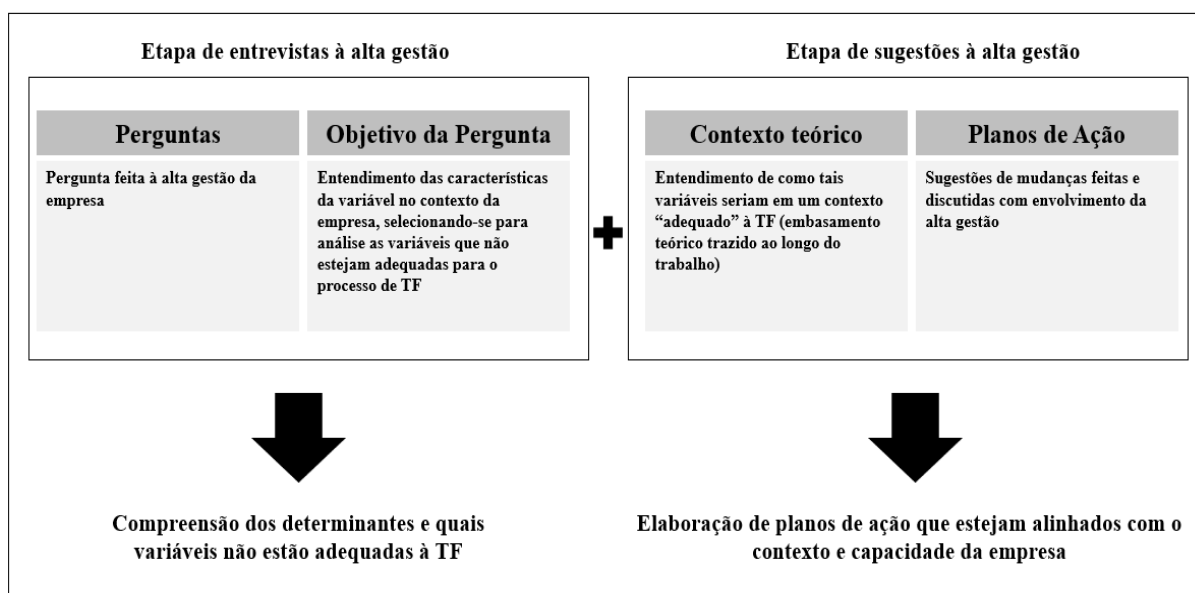 Etapa de entrevistas à alta gestão
Perguntas
Pergunta feita à alta gestão da
empresa
Objetivo da Pergunta
Entendimento das características
da variável no contexto da
empresa, selecionando-se para
análise as variáveis que não
estejam adequadas para o
processo de TF
Compreensão dos determinantes e quais
variáveis não estão adequadas à TF
Etapa de sugestões à alta gestão
Contexto teórico
Entendimento de como tais
variáveis seriam em um contexto
“adequado” à TF (embasamento
teórico trazido ao longo do
trabalho)
Planos de Ação
Sugestões de mudanças feitas e
discutidas com envolvimento da
alta gestão
Elaboração de planos de ação que estejam alinhados com o
contexto e capacidade da empresa